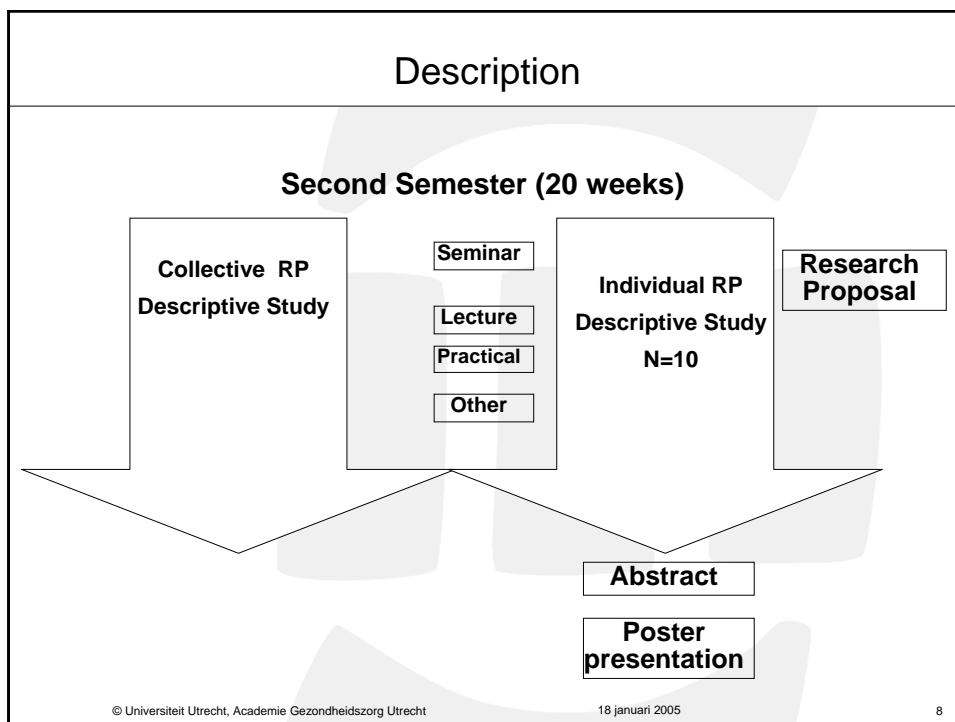 Description
Second Semester (20 weeks)
Collective RP
Descriptive Study
Seminar
Lecture
Practical
Other
Individual RP
Descriptive Study
N=10
Research
Proposal
Abstract
Poster
presentation
© Universiteit Utrecht, Academie Gezondheidszorg Utrecht
18 januari 2005
8